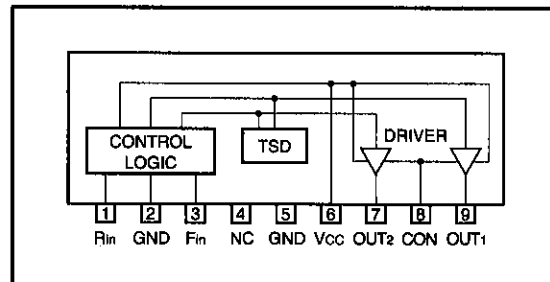 CONTROL
LOGIC
TSD
DRIVER
1 2 3 4 5 6 7 8 9
Rin GND Fin NC GND VCC OUT2 CON OUT1